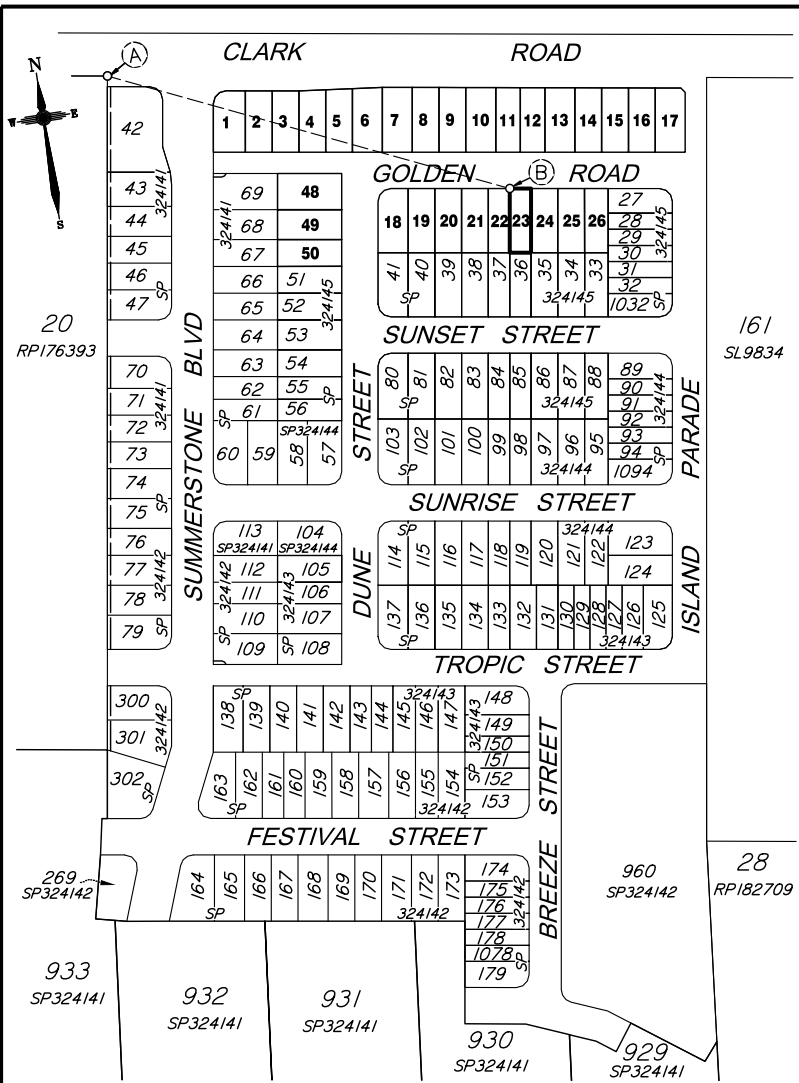 CLARK ROAD
A
N
W E
S
42
43
44
45
46
47
324141
SP
1 2 3 4 5 6 7 8 9 10 11 12 13 14 15 16 17
GOLDEN ROAD
B
69 48
68 49
67 50
324141
66 51
65 52
64 53
63 54
62 55
61 56
324145
SP
SP
SP324144
60 59 58 57
18 19 20 21 22 23 24 25 26
27
28
29
30
31
32
1032
324145
SP
41 40 39 38 37 36 35 34 33
SP 324145
20
RP176393
161
SL9834
SUNSET STREET
SUMMERSTONE BLVD
DUNE STREET
ISLAND PARADE
70
71
72
73
74
75
76
77
78
79
324141
SP
324142
SP
80 81 82 83 84 85 86 87 88
SP 324145
89
90
91
92
93
94
1094
324144
SP
103 102 101 100 99 98 97 96 95
SP 324144
SUNRISE STREET
113 104
SP324141 SP324144
112 105
111 106
110 107
109 108
324142
SP
324143
SP
SP 324144
114 115 116 117 118 119 120 121 122 123
124
137 136 135 134 133 132 131 130 129 128 127 126 125
SP 324143
TROPIC STREET
300
301
302
324142
SP
SP 324143
138 139 140 141 142 143 144 145 146 147
148
149
150
151
152
153
324143
SP
163 162 161 160 159 158 157 156 155 154
SP 324142
BREEZE STREET
FESTIVAL STREET
269
SP324142
164 165 166 167 168 169 170 171 172 173
SP 324142
174
175
176
177
178
1078
179
324142
SP
960
SP324142
28
RP182709
933
SP324141
932
SP324141
931
SP324141
930
SP324141
929
SP324141